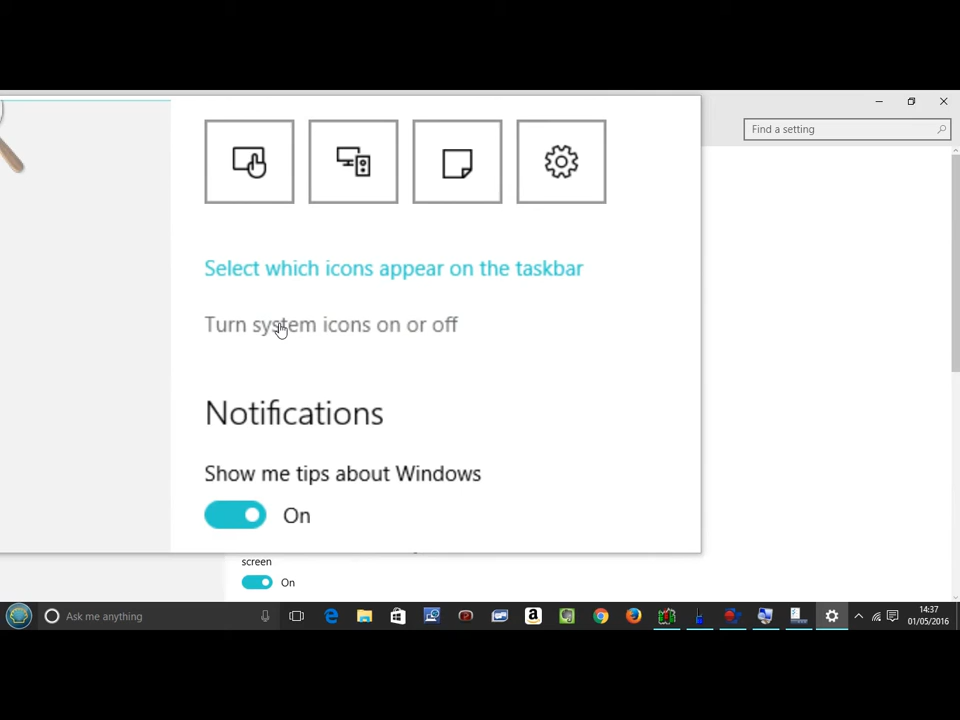 Find a setting
Select which icons appear on the taskbar
Turn system icons on or off
Notifications
Show me tips about Windows
On
screen
On
Ask me anything
14:37
01/05/2016